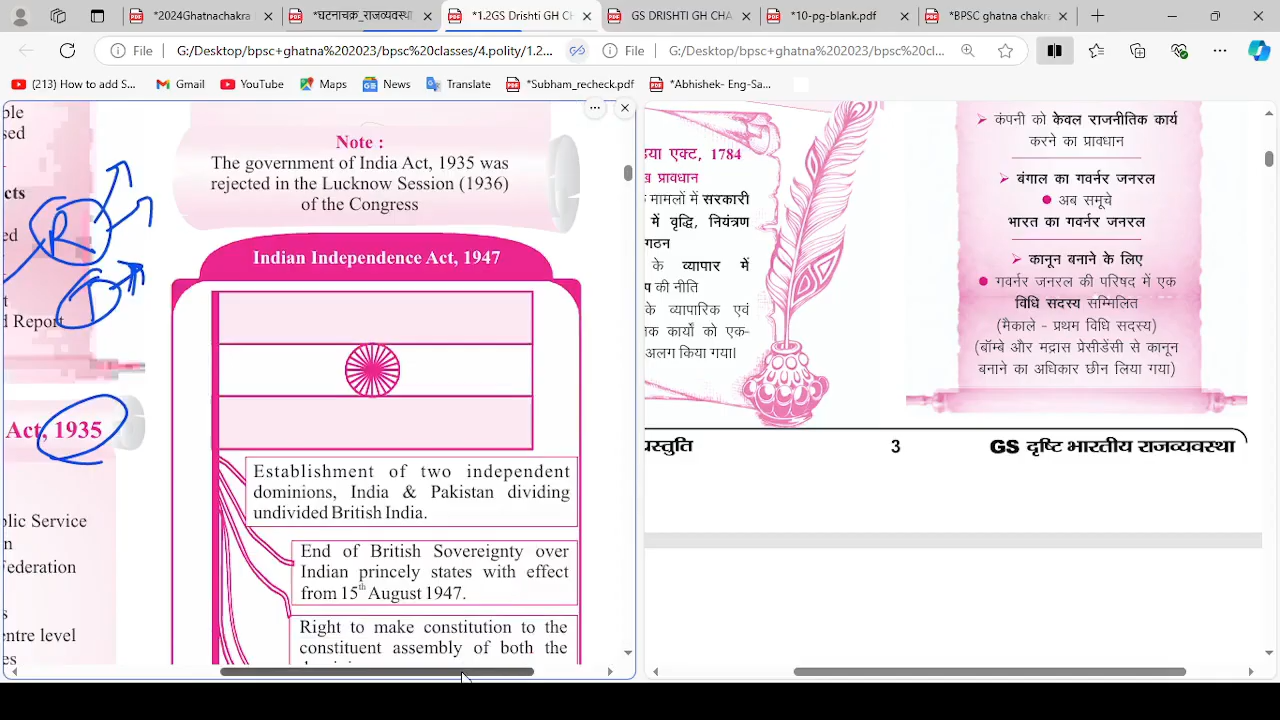 *2024Ghatnachakra
*घटनाचक्र_राजव्यवस्था
*1.2GS Drishti GH CH
GS DRISHTI GH CHA
*10-pg-blank.pdf
*BPSC ghatna chakra
File
G:/Desktop/bpsc+ghatna%202023/bpsc%20classes/4.polity/1.2...
File
G:/Desktop/bpsc+ghatna%202023/bpsc%20cl...
(213) How to add S...
Gmail
YouTube
Maps
News
Translate
*Subham_recheck.pdf
*Abhishek- Eng-Sa...
ple
sed
cts
ed
t
d Report
R
I
Act, 1935
blic Service
n
Federation
s
entre level
es
Note :
The government of India Act, 1935 was
rejected in the Lucknow Session (1936)
of the Congress
Indian Independence Act, 1947
Establishment of two independent
dominions, India & Pakistan dividing
undivided British India.
End of British Sovereignty over
Indian princely states with effect
from 15th August 1947.
Right to make constitution to the
constituent assembly of both the
या एक्ट, 1784
ख प्रावधान
के मामलों में सरकारी
में वृद्धि, नियंत्रण
गठन
के व्यापार में
प की नीति
के व्यापारिक एवं
क कार्यों को एक-
अलग किया गया।
कंपनी को केवल राजनीतिक कार्य
करने का प्रावधान
बंगाल का गवर्नर जनरल
अब समूचे
भारत का गवर्नर जनरल
कानून बनाने के लिए
गवर्नर जनरल की परिषद में एक
विधि सदस्य सम्मिलित
(मैकाले - प्रथम विधि सदस्य)
(बॉम्बे और मद्रास प्रेसीडेंसी से कानून
बनाने का अधिकार छीन लिया गया)
प्रस्तुति
3
GS दृष्टि भारतीय राजव्यवस्था